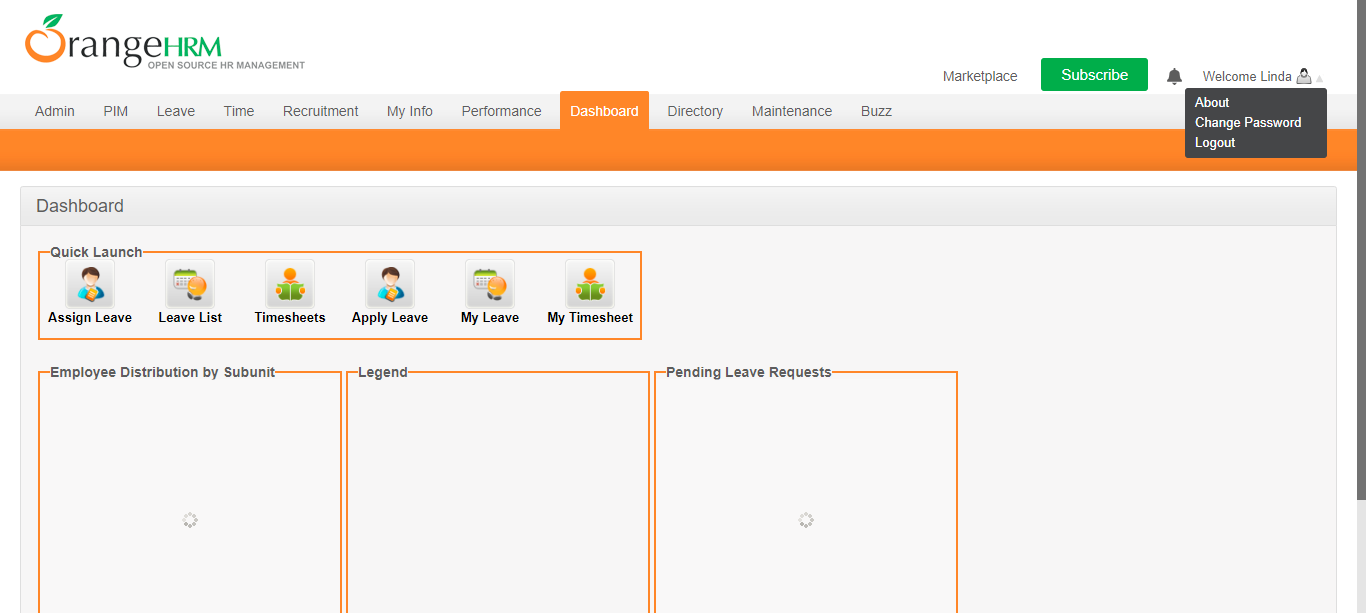 OrangeHRM
OPEN SOURCE HR MANAGEMENT
Marketplace
Subscribe
Welcome Linda
About
Change Password
Logout
Admin PIM Leave Time Recruitment My Info Performance Dashboard Directory Maintenance Buzz
Dashboard
Quick Launch
Assign Leave Leave List Timesheets Apply Leave My Leave My Timesheet
Employee Distribution by Subunit Legend Pending Leave Requests